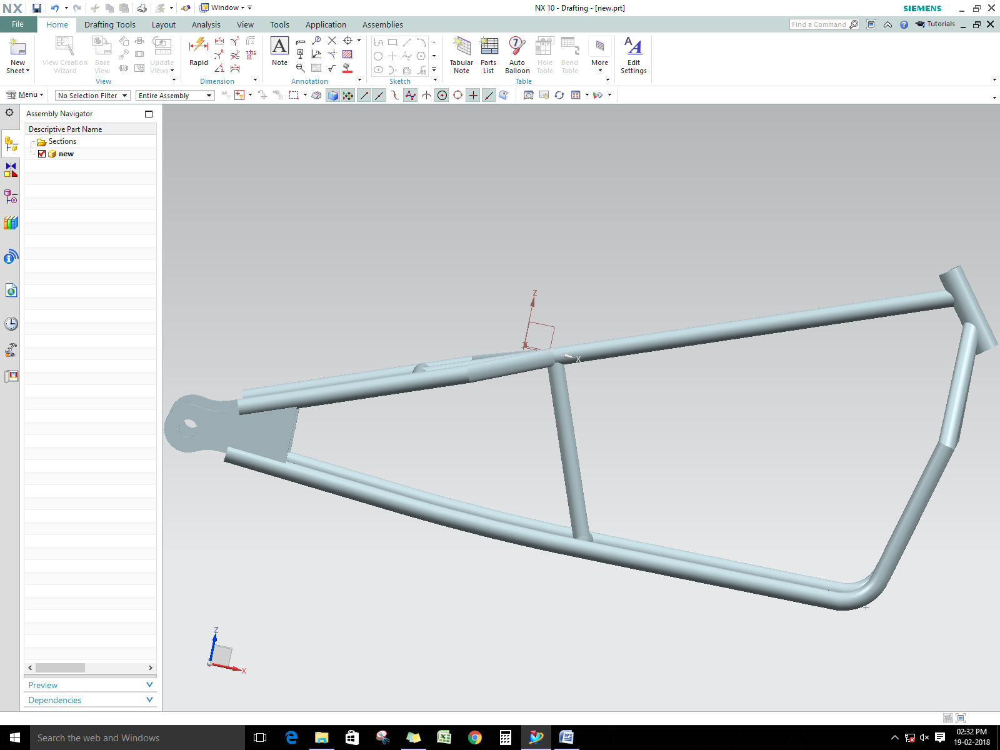 NX
Window
NX 10 - Drafting - [new.prt]
SIEMENS
File
Home
Drafting Tools
Layout
Analysis
View
Tools
Application
Assemblies
Find a Command
Tutorials
New Sheet
View Creation Wizard
Base View
Update Views
View
Rapid
Dimension
A
Note
Annotation
Sketch
Tabular Note
Parts List
7
Auto Balloon
Hole Table
Bend Table
More
Table
Edit Settings
Menu
No Selection Filter
Entire Assembly
Assembly Navigator
Descriptive Part Name
Sections
new
Z
X
Z
X
Preview
Dependencies
Search the web and Windows
02:32 PM
19-02-2018